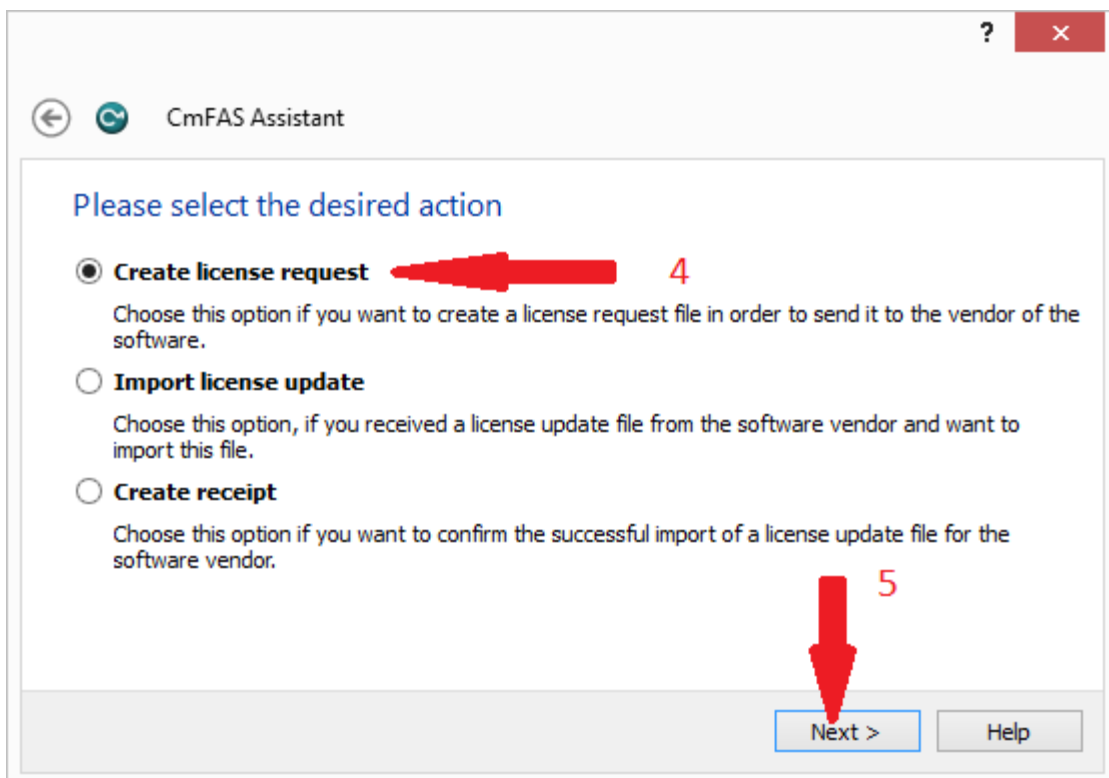 ?
CmFAS Assistant
Please select the desired action
Create license request
4
Choose this option if you want to create a license request file in order to send it to the vendor of the
software.
Import license update
Choose this option, if you received a license update file from the software vendor and want to
import this file.
Create receipt
Choose this option if you want to confirm the successful import of a license update file for the
software vendor.
5
Next >
Help